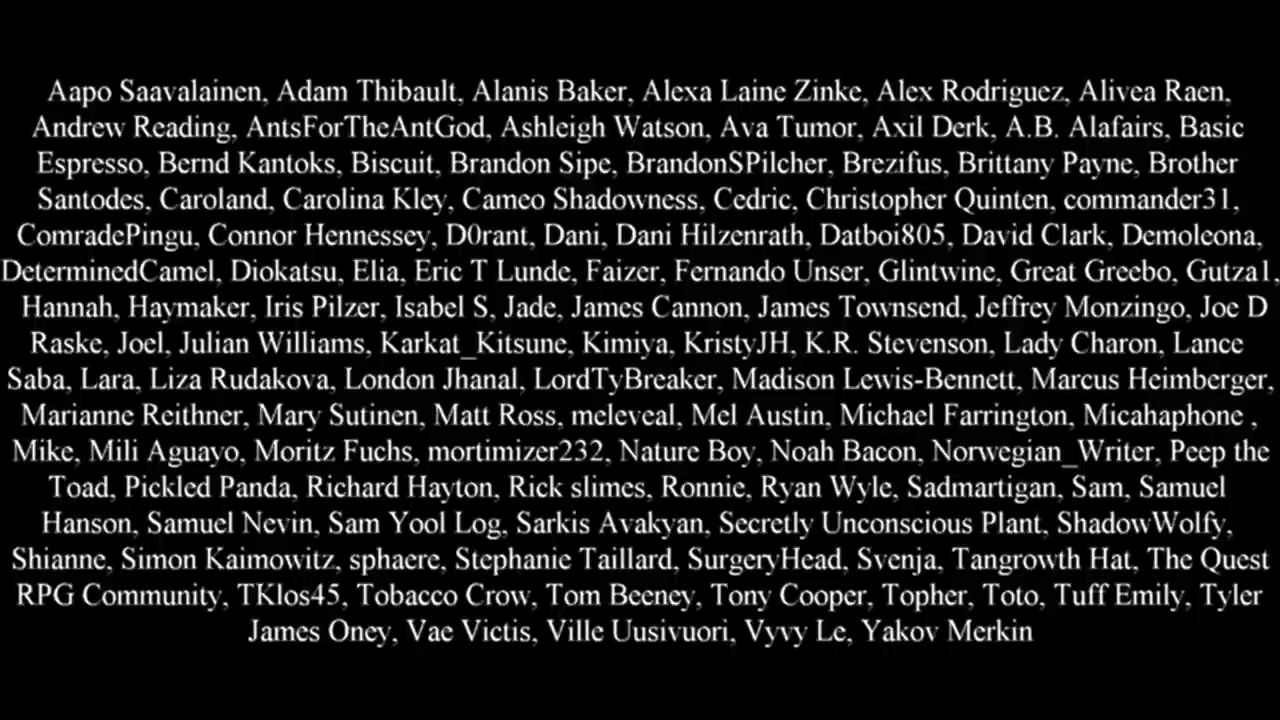 Aapo Saavalainen, Adam Thibault, Alanis Baker, Alexa Laine Zinke, Alex Rodriguez, Alivea Raen,
Andrew Reading, AntsForTheAntGod, Ashleigh Watson, Ava Tumor, Axil Derk, A.B. Alafairs, Basic
Espresso, Bernd Kantoks, Biscuit, Brandon Sipe, BrandonSPilcher, Brezifus, Brittany Payne, Brother
Santodes, Caroland, Carolina Kley, Cameo Shadowness, Cedric, Christopher Quinten, commander31,
ComradePingu, Connor Hennessey, D0rant, Dani, Dani Hilzenrath, Datboi805, David Clark, Demoleona,
DeterminedCamel, Diokatsu, Elia, Eric T Lunde, Faizer, Fernando Unser, Glintwine, Great Greebo, Gutza1,
Hannah, Haymaker, Iris Pilzer, Isabel S, Jade, James Cannon, James Townsend, Jeffrey Monzingo, Joe D
Raske, Joel, Julian Williams, Karkat_Kitsune, Kimiya, KristyJH, K.R. Stevenson, Lady Charon, Lance
Saba, Lara, Liza Rudakova, London Jhanal, LordTyBreaker, Madison Lewis-Bennett, Marcus Heimberger,
Marianne Reithner, Mary Sutinen, Matt Ross, meleveal, Mel Austin, Michael Farrington, Micahaphone ,
Mike, Mili Aguayo, Moritz Fuchs, mortimizer232, Nature Boy, Noah Bacon, Norwegian_Writer, Peep the
Toad, Pickled Panda, Richard Hayton, Rick slimes, Ronnie, Ryan Wyle, Sadmartigan, Sam, Samuel
Hanson, Samuel Nevin, Sam Yool Log, Sarkis Avakyan, Secretly Unconscious Plant, ShadowWolfy,
Shianne, Simon Kaimowitz, sphaere, Stephanie Taillard, SurgeryHead, Svenja, Tangrowth Hat, The Quest
RPG Community, TKlos45, Tobacco Crow, Tom Beeney, Tony Cooper, Topher, Toto, Tuff Emily, Tyler
James Oney, Vae Victis, Ville Uusivuori, Vyvy Le, Yakov Merkin